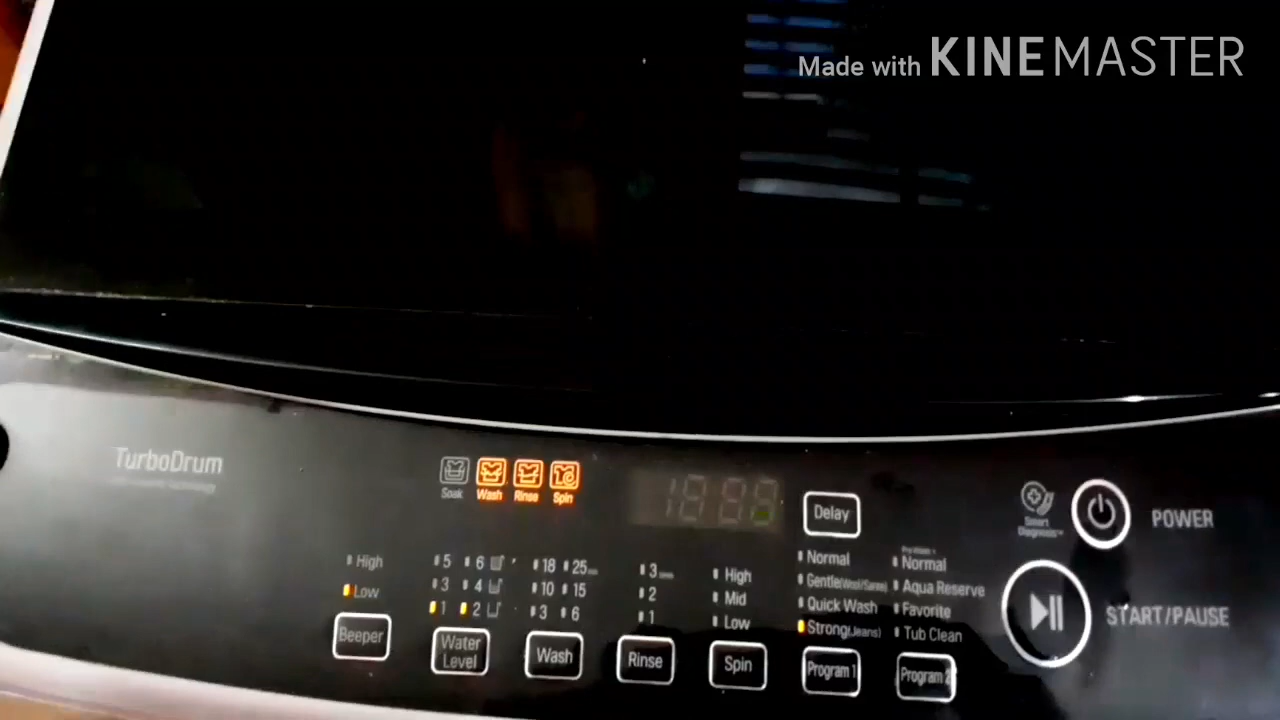 Made with KINEMASTER
TurboDrum
Soak Wash Rinse Spin
1888
Delay
Smart Diagnosis™
POWER
High
Low
Beeper
5 6
3 4
1 2
Water Level
18 25
10 15
3 6
Wash
3
2
1
Rinse
High
Mid
Low
Spin
Normal
Gentle(Wool/Saree)
Quick Wash
Strong(Jeans)
Program 1
Normal
Aqua Reserve
Favorite
Tub Clean
Program 2
START/PAUSE